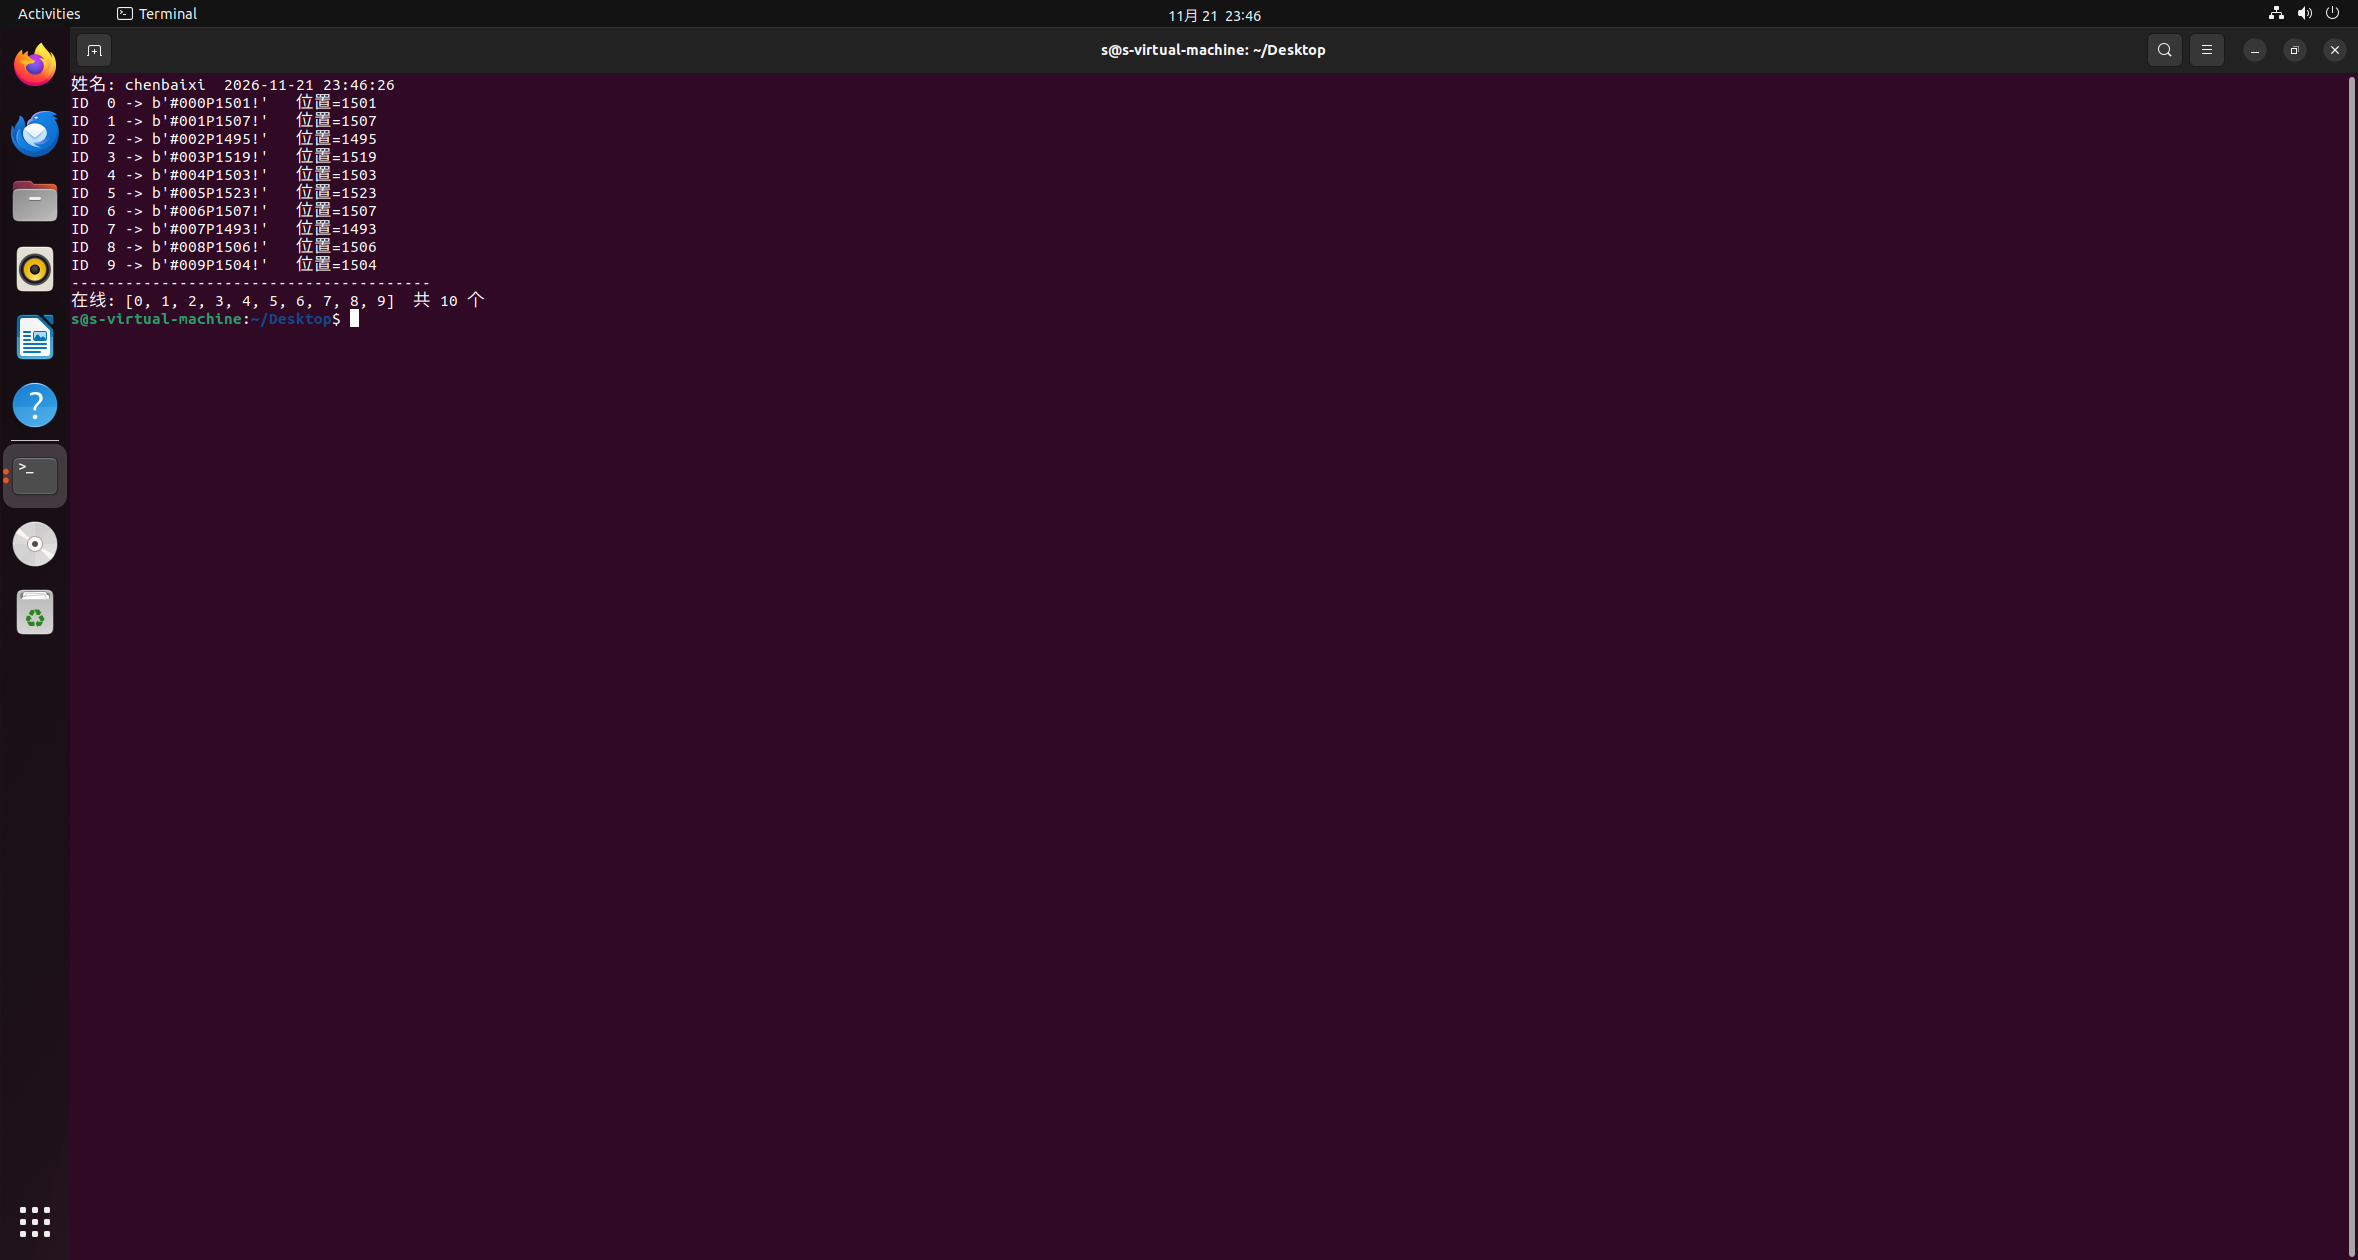 Activities
Terminal
11月 21 23:46
s@s-virtual-machine: ~/Desktop
姓名: chenbaixi  2026-11-21 23:46:26
ID  0 -> b'#000P1501!'   位置=1501
ID  1 -> b'#001P1507!'   位置=1507
ID  2 -> b'#002P1495!'   位置=1495
ID  3 -> b'#003P1519!'   位置=1519
ID  4 -> b'#004P1503!'   位置=1503
ID  5 -> b'#005P1523!'   位置=1523
ID  6 -> b'#006P1507!'   位置=1507
ID  7 -> b'#007P1493!'   位置=1493
ID  8 -> b'#008P1506!'   位置=1506
ID  9 -> b'#009P1504!'   位置=1504
----------------------------------------
在线: [0, 1, 2, 3, 4, 5, 6, 7, 8, 9]  共 10 个
s@s-virtual-machine:~/Desktop$